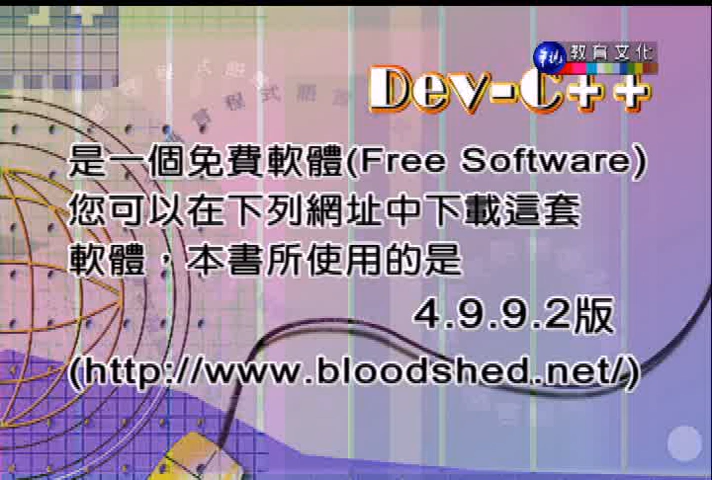 華視 教育文化
Dev-C++
是一個免費軟體(Free Software)
您可以在下列網址中下載這套
軟體，本書所使用的是
4.9.9.2版
(http://www.bloodshed.net/)